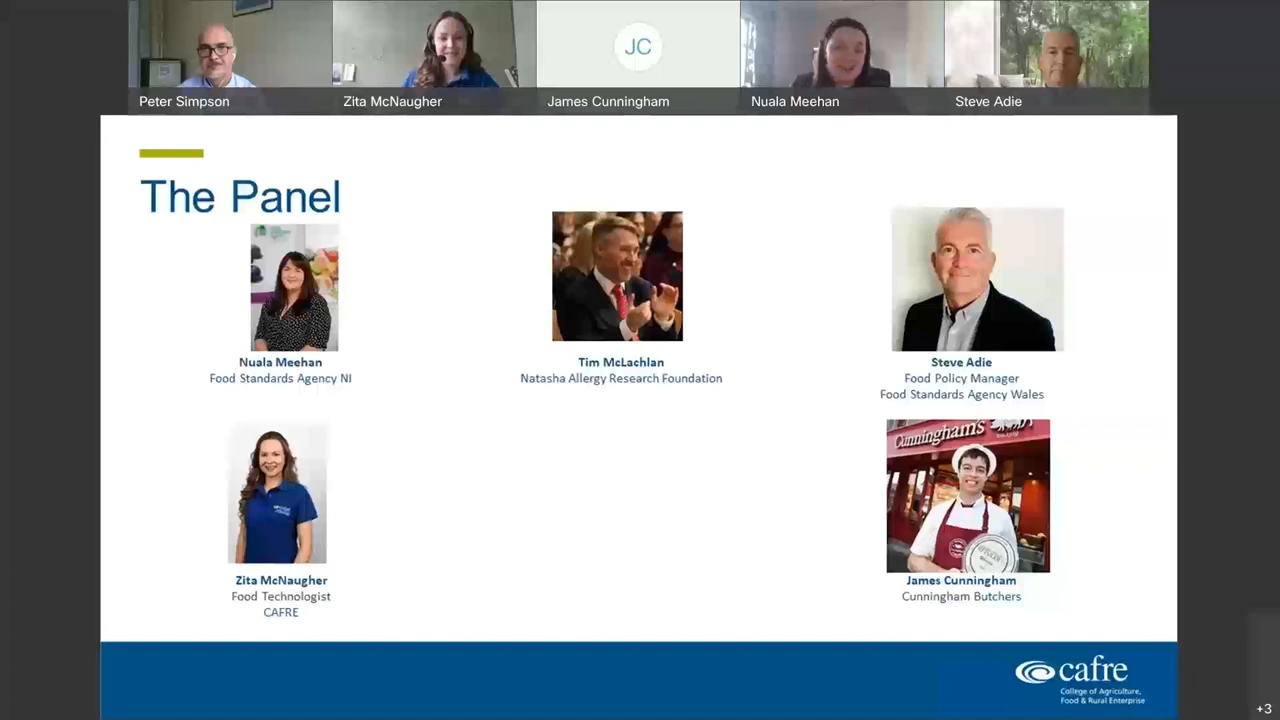 JC
Peter Simpson
Zita McNaugher
James Cunningham
Nuala Meehan
Steve Adie
The Panel
Nuala Meehan
Food Standards Agency NI
Tim McLachlan
Natasha Allergy Research Foundation
Steve Adie
Food Policy Manager
Food Standards Agency Wales
Zita McNaugher
Food Technologist
CAFRE
Cunningham's
James Cunningham
Cunningham Butchers
cafre
College of Agriculture,
Food & Rural Enterprise
+3